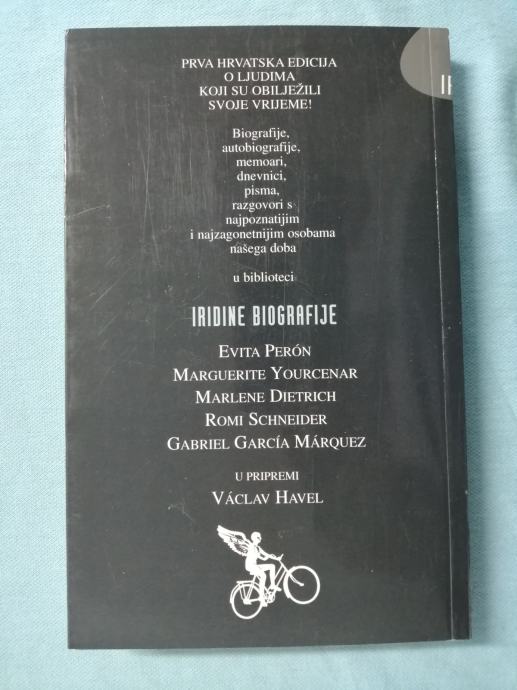 PRVA HRVATSKA EDICIJA
O LJUDIMA
KOJI SU OBILJEŽILI
SVOJE VRIJEME!
Biografije,
autobiografije,
memoari,
dnevnici,
pisma,
razgovori s
najpoznatijim
i najzagonetnijim osobama
našega doba
u biblioteci
IRIDINE BIOGRAFIJE
EVITA PERÓN
MARGUERITE YOURCENAR
MARLENE DIETRICH
ROMI SCHNEIDER
GABRIEL GARCÍA MÁRQUEZ
U PRIPREMI
VÁCLAV HAVEL